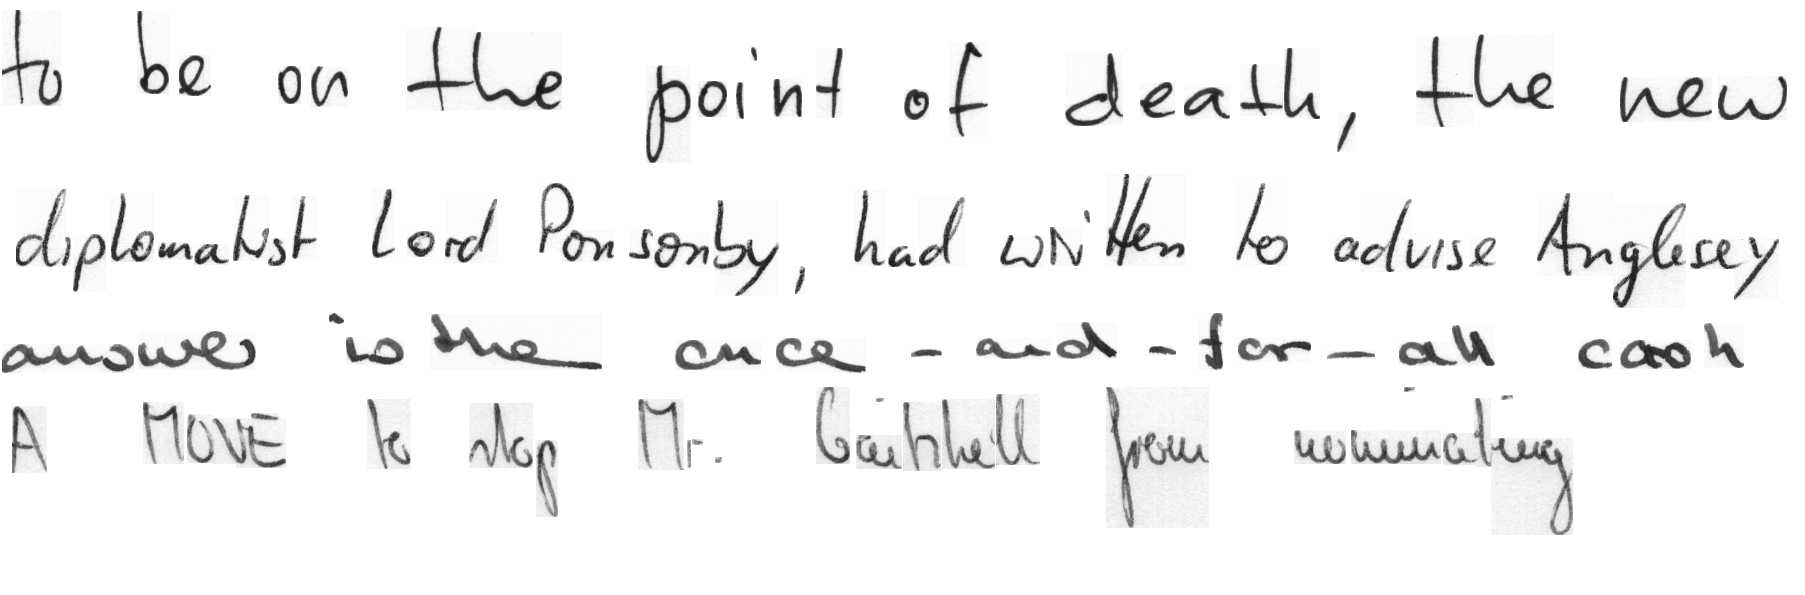 to be on the point of death, the new
diplomatist Lord Ponsonby, had written to advise Anglesey
answer is the once-and-for-all cash
A MOVE to stop Mr. Gaitskell from nominating